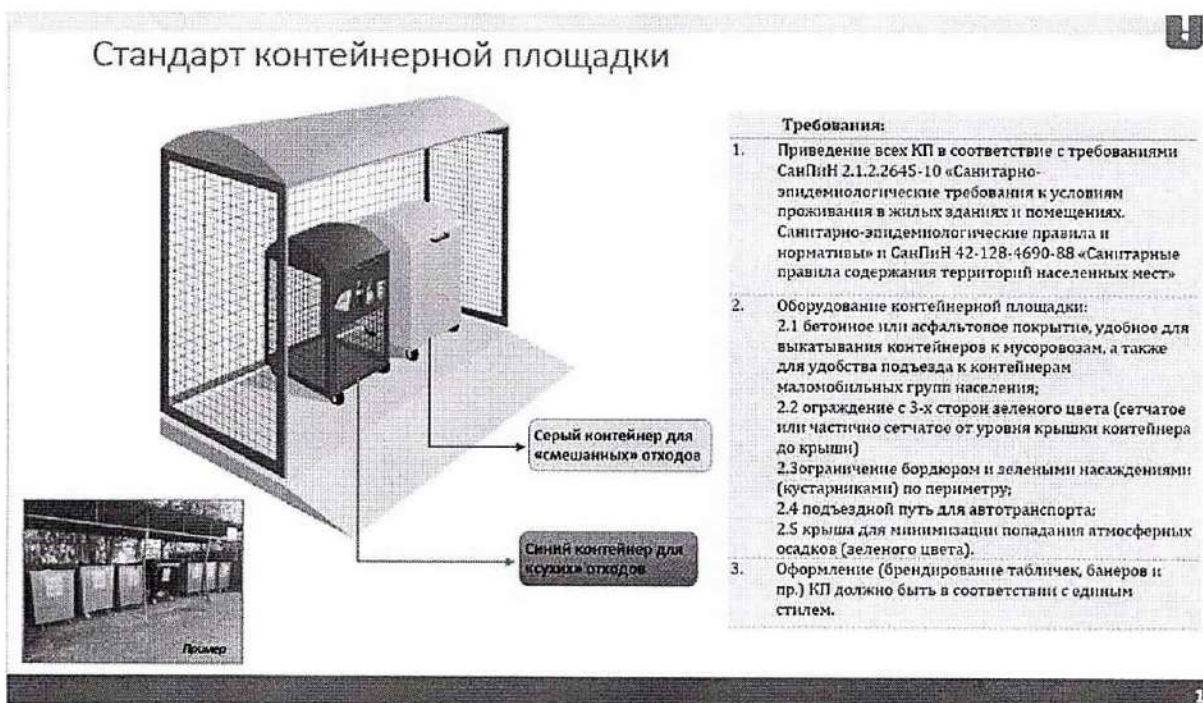 Стандарт контейнерной площадки
Требования:
1. Приведение всех КП в соответствие с требованиями
СанПиН 2.1.2.2645-10 «Санитарно-
эпидемиологические требования к условиям
проживания в жилых зданиях и помещениях.
Санитарно-эпидемиологические правила и
нормативы» и СанПиН 42-128-4690-88 «Санитарные
правила содержания территорий населенных мест»
2. Оборудование контейнерной площадки:
2.1 бетонное или асфальтовое покрытие, удобное для
выкатывания контейнеров к мусоровозам, а также
для удобства подъезда к контейнерам
маломобильных групп населения;
2.2 ограждение с 3-х сторон зеленого цвета (сетчатое
или частично сетчатое от уровня крышки контейнера
до крыши)
2.3ограничение бордюром и зелеными насаждениями
(кустарниками) по периметру;
2.4 подъездной путь для автотранспорта;
2.5 крыша для минимизации попадания атмосферных
осадков (зеленого цвета).
3. Оформление (брендирование табличек, банеров и
пр.) КП должно быть в соответствии с единым
стилем.
Серый контейнер для
«смешанных» отходов
Синий контейнер для
«сухих» отходов
Пример
1